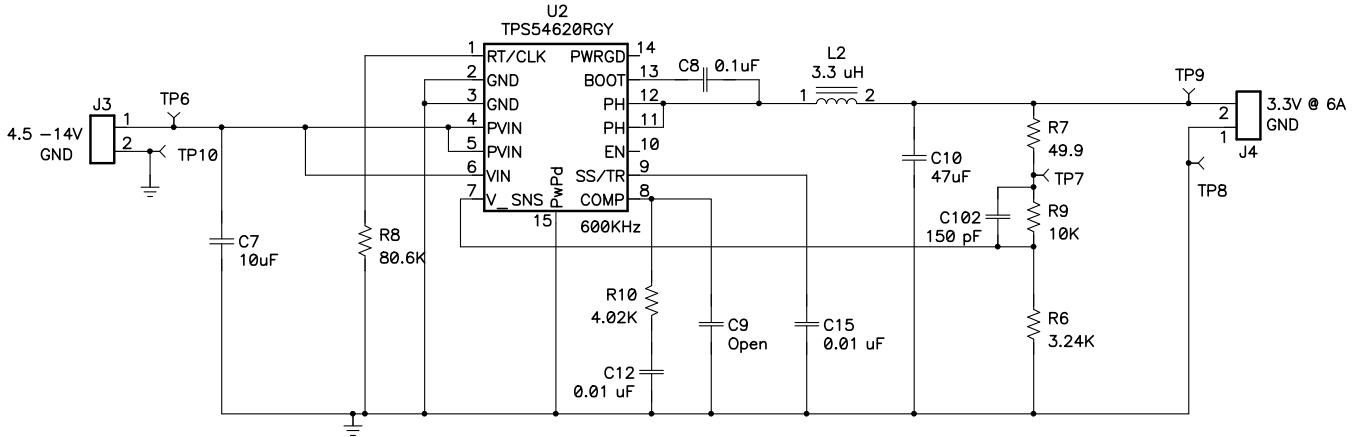 U2
TPS54620RGY
1 RT/CLK PWRGD 14
2 GND BOOT 13
3 GND PH 12
4 PVIN PH 11
5 PVIN EN 10
6 VIN SS/TR 9
7 V_SNS COMP 8
PwPd
15
600KHz
J3
4.5 -14V
GND
1
2
TP6
TP10
C7
10uF
R8
80.6K
C8 0.1uF
L2
3.3 uH
1 2
R10
4.02K
C12
0.01 uF
C9
Open
C15
0.01 uF
C10
47uF
C102
150 pF
R7
49.9
TP7
R9
10K
R6
3.24K
TP9
TP8
3.3V @ 6A
2
GND
1
J4